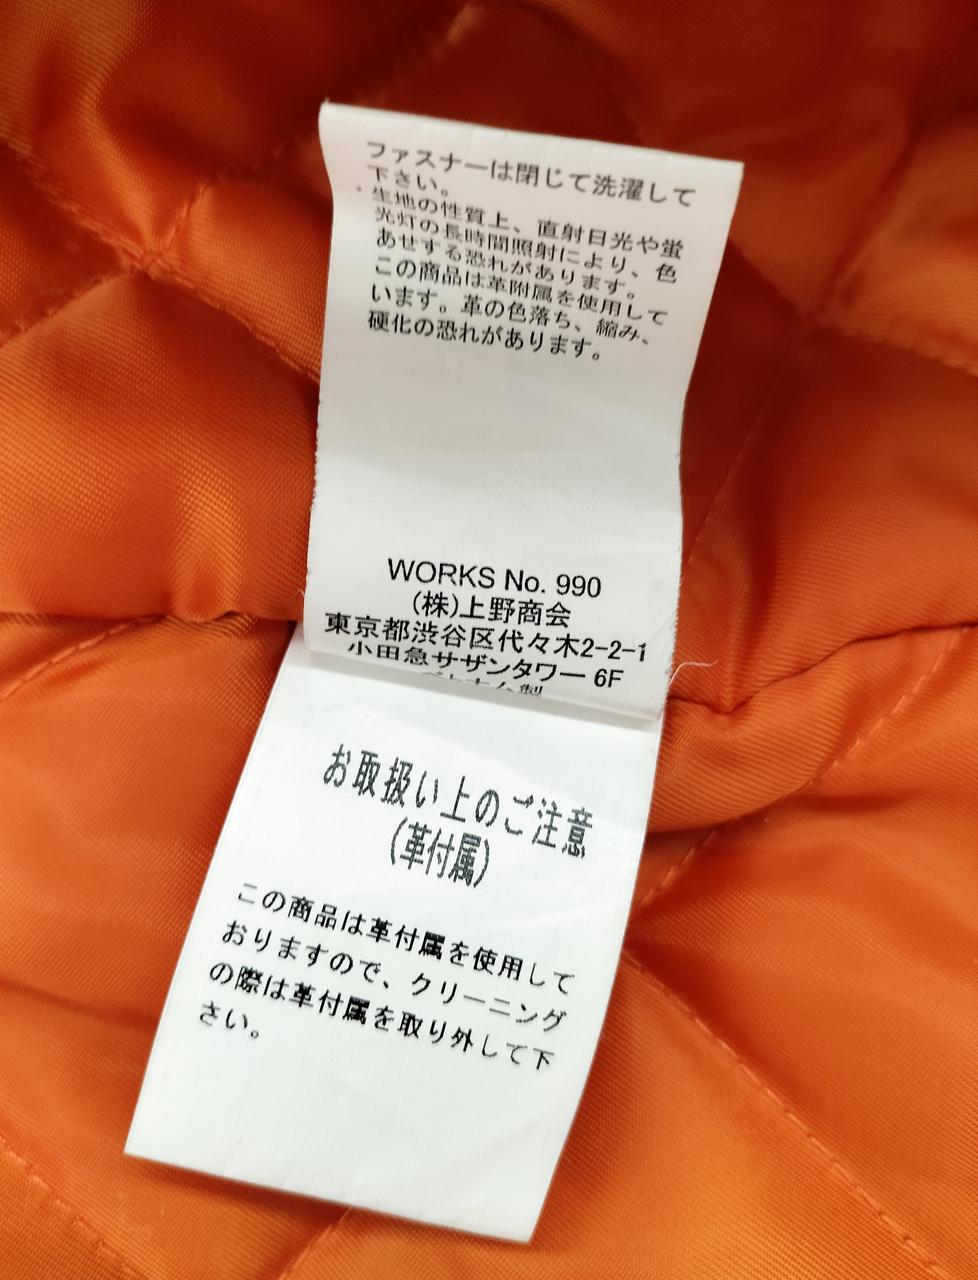 ファスナーは閉じて洗濯して
下さい。
・生地の性質上、直射日光や蛍
光灯の長時間照射により、色
あせする恐れがあります。
この商品は革附属を使用して
います。革の色落ち、縮み、
硬化の恐れがあります。
WORKS No. 990
(株)上野商会
東京都渋谷区代々木2-2-1
小田急サザンタワー 6F
ベトナム製
お取扱い上のご注意
(革付属)
この商品は革付属を使用して
おりますので、クリーニング
の際は革付属を取り外して下
さい。